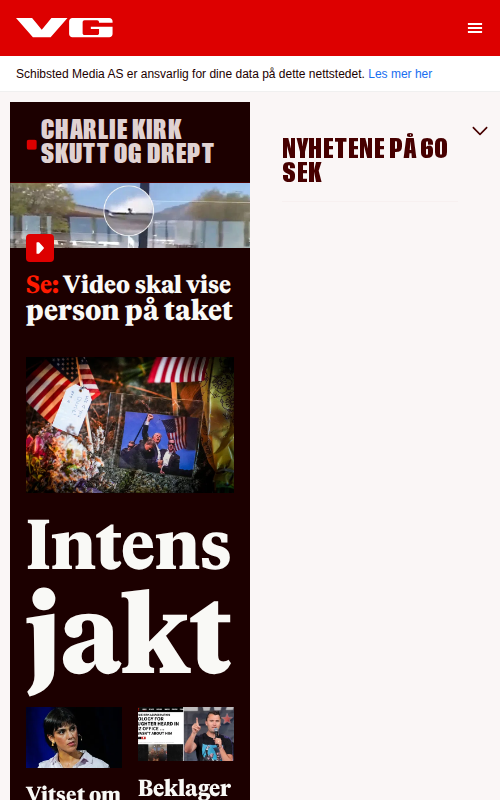 VG
Schibsted Media AS er ansvarlig for dine data på dette nettstedet. Les mer her
CHARLIE KIRK
SKUTT OG DREPT
Se: Video skal vise
person på taket
Intens
jakt
Vitset om
Beklager
NYHETENE PÅ 60
SEK